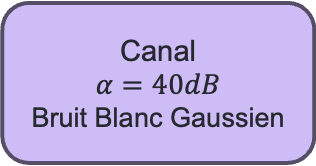 Canal
α = 40dB
Bruit Blanc Gaussien